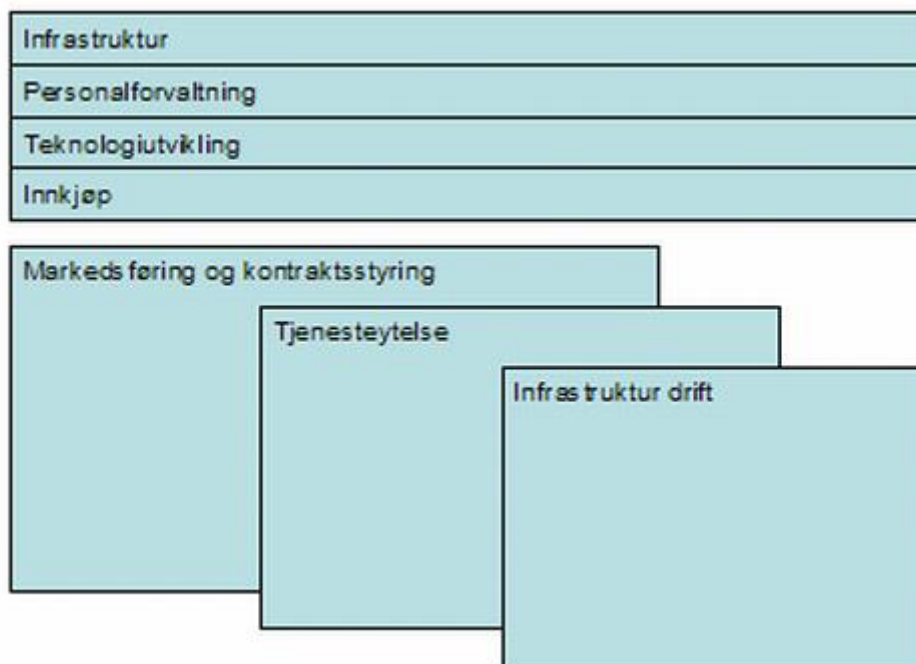 Infrastruktur
Personalforvaltning
Teknologiutvikling
Innkjøp
Markedsføring og kontraktsstyring
Tjenesteytelse
Infrastruktur drift